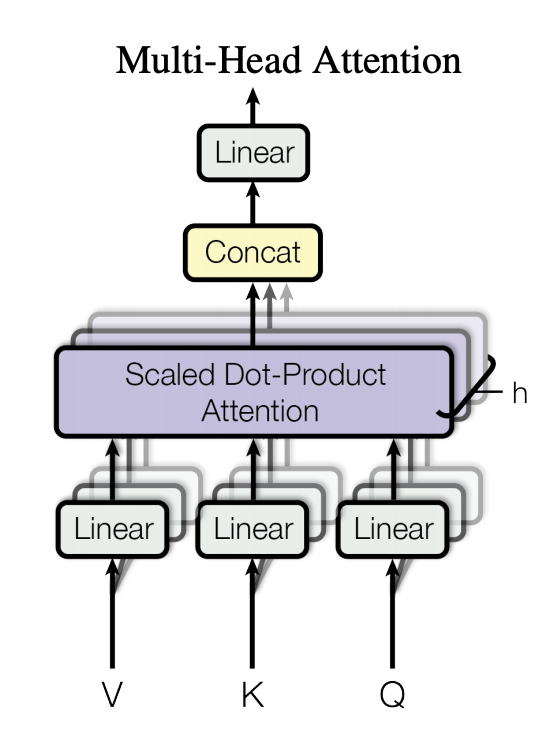 Multi-Head Attention
Linear
Concat
Scaled Dot-Product
Attention
h
Linear Linear Linear
V K Q